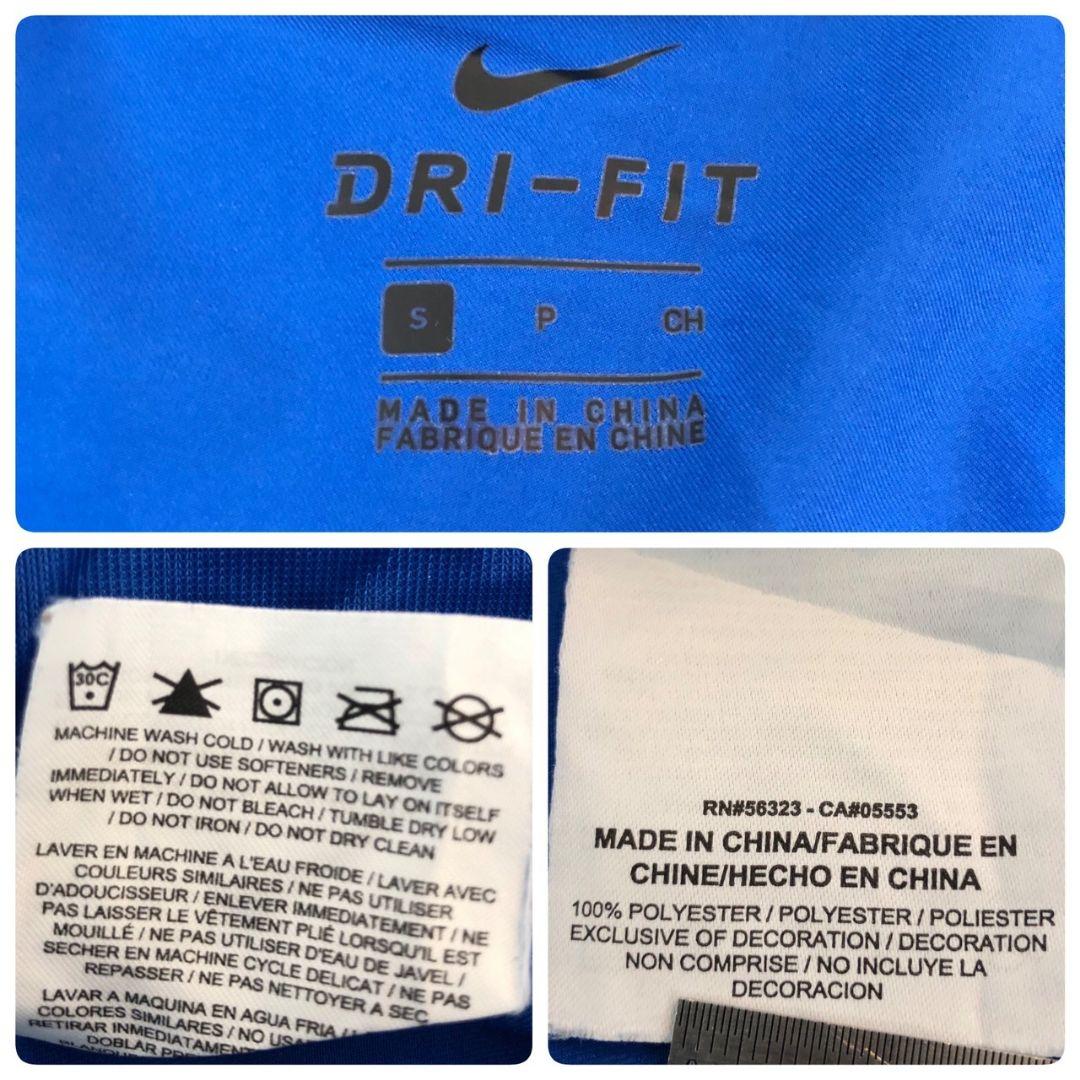 DRI-FIT
S P CH
MADE IN CHINA
FABRIQUE EN CHINE
30C
MACHINE WASH COLD / WASH WITH LIKE COLORS
/ DO NOT USE SOFTENERS / REMOVE
IMMEDIATELY / DO NOT ALLOW TO LAY ON ITSELF
WHEN WET / DO NOT BLEACH / TUMBLE DRY LOW
/ DO NOT IRON / DO NOT DRY CLEAN
LAVER EN MACHINE A L'EAU FROIDE / LAVER AVEC
COULEURS SIMILAIRES / NE PAS UTILISER
D'ADOUCISSEUR / ENLEVER IMMEDIATEMENT / NE
PAS LAISSER LE VÊTEMENT PLIÉ LORSQU'IL EST
MOUILLÉ / NE PAS UTILISER D'EAU DE JAVEL /
SECHER EN MACHINE CYCLE DELICAT / NE PAS
REPASSER / NE PAS NETTOYER A SEC
LAVAR A MAQUINA EN AGUA FRIA /
COLORES SIMILARES / NO
RETIRAR INMEDIATAMENTE
DOBLAR
RN#56323 - CA#05553
MADE IN CHINA/FABRIQUE EN
CHINE/HECHO EN CHINA
100% POLYESTER / POLYESTER / POLIESTER
EXCLUSIVE OF DECORATION / DECORATION
NON COMPRISE / NO INCLUYE LA
DECORACION